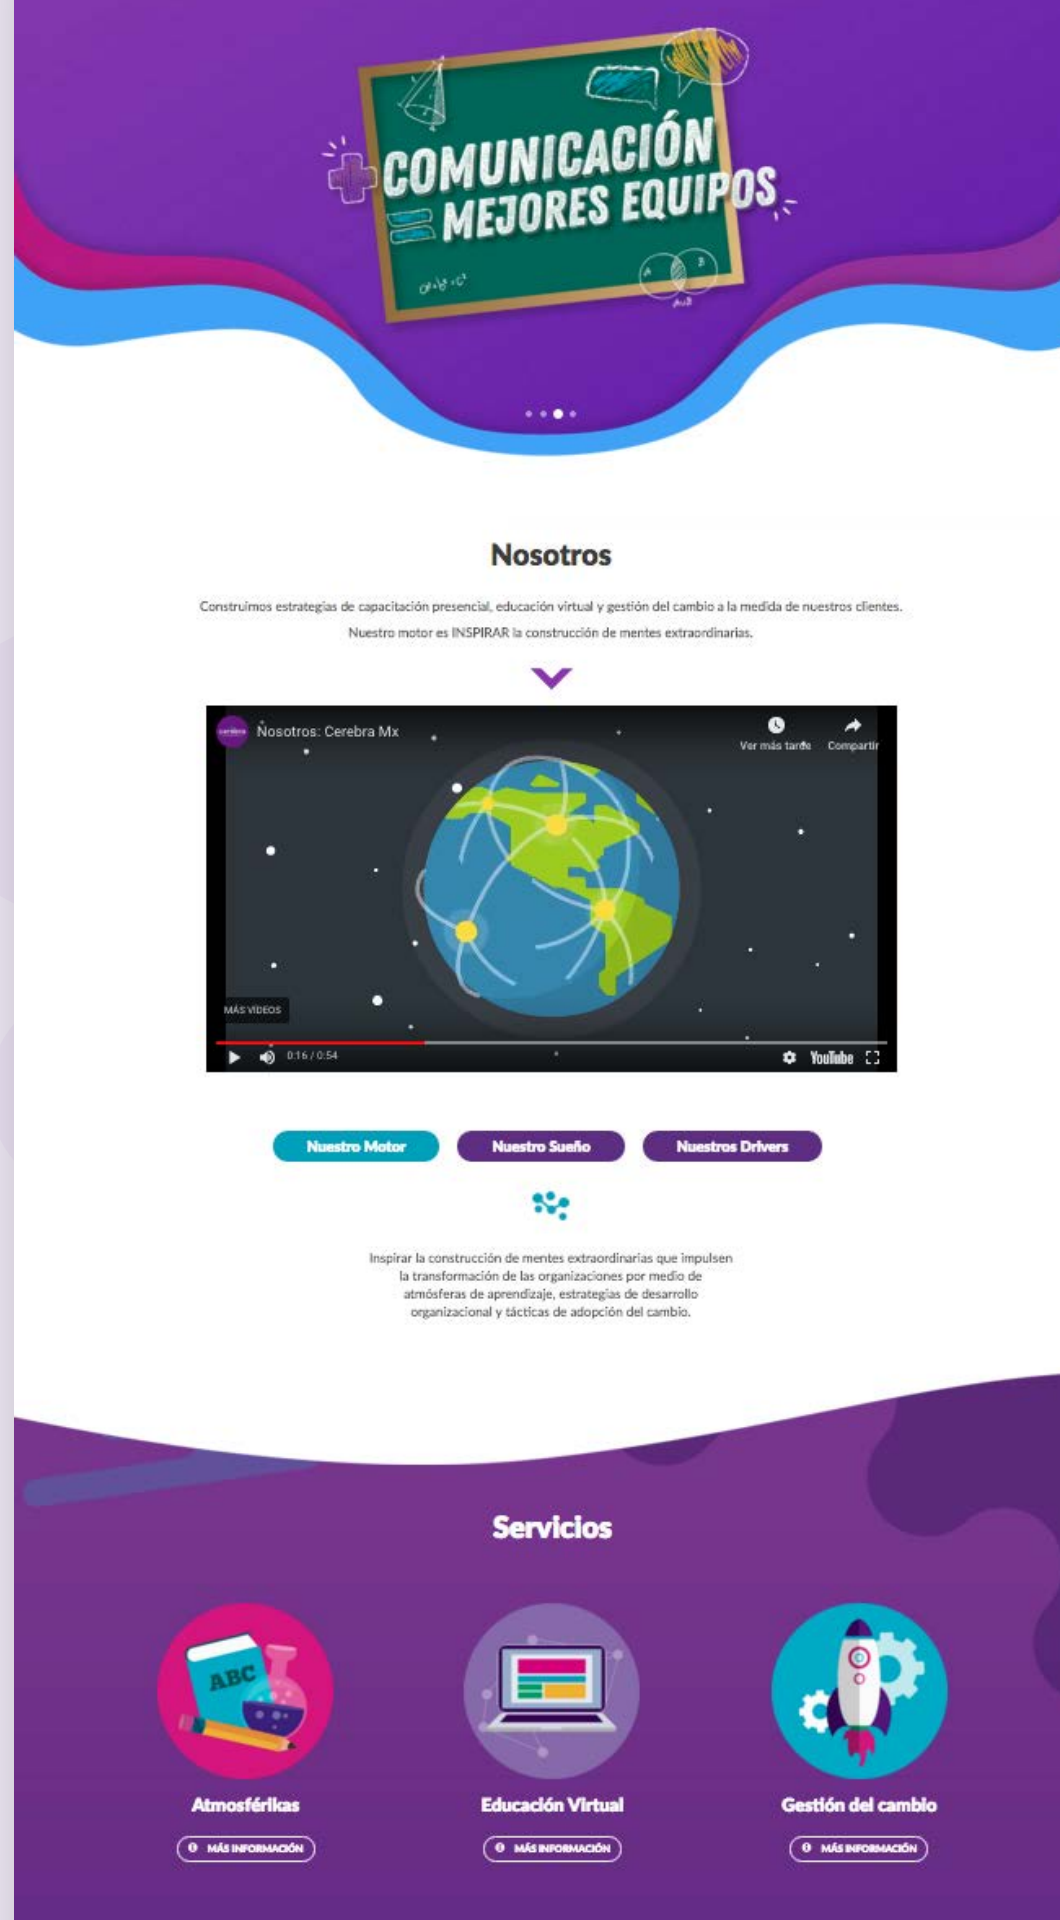 +COMUNICACIÓN
=MEJORES EQUIPOS
A
B
A∪B
Nosotros
Construimos estrategias de capacitación presencial, educación virtual y gestión del cambio a la medida de nuestros clientes.
Nuestro motor es INSPIRAR la construcción de mentes extraordinarias.
cerebra
Nosotros: Cerebra Mx
Ver más tarde
Compartir
MÁS VÍDEOS
0:16 / 0:54
YouTube
Nuestro Motor
Nuestro Sueño
Nuestros Drivers
Inspirar la construcción de mentes extraordinarias que impulsen
la transformación de las organizaciones por medio de
atmósferas de aprendizaje, estrategias de desarrollo
organizacional y tácticas de adopción del cambio.
Servicios
ABC
Atmosférikas
Educación Virtual
Gestión del cambio
MÁS INFORMACIÓN
MÁS INFORMACIÓN
MÁS INFORMACIÓN